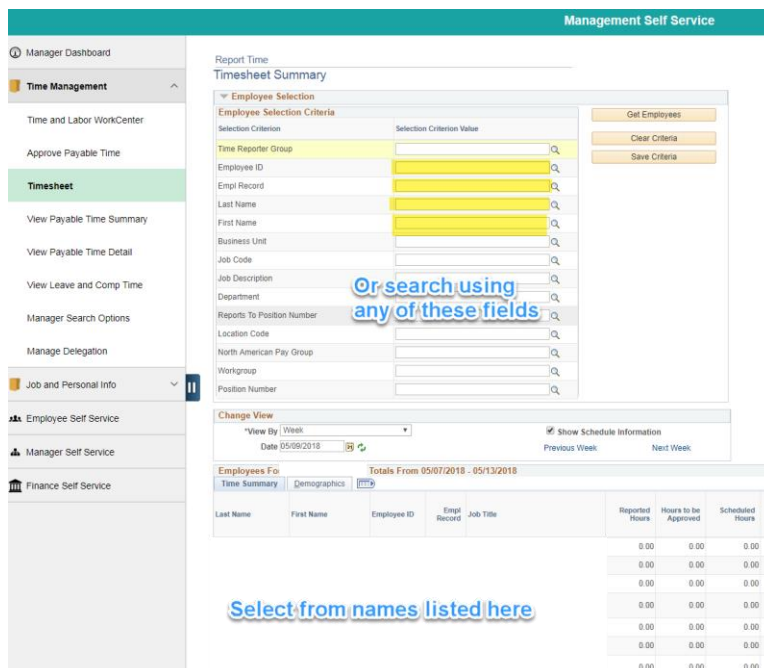 Management Self Service
Manager Dashboard
Time Management
Time and Labor WorkCenter
Approve Payable Time
Timesheet
View Payable Time Summary
View Payable Time Detail
View Leave and Comp Time
Manager Search Options
Manage Delegation
Job and Personal Info
Employee Self Service
Manager Self Service
Finance Self Service
Report Time
Timesheet Summary
Employee Selection
Employee Selection Criteria
Selection Criterion Selection Criterion Value
Time Reporter Group
Employee ID
Empl Record
Last Name
First Name
Business Unit
Job Code
Job Description
Department
Reports To Position Number
Location Code
North American Pay Group
Workgroup
Position Number
Get Employees
Clear Criteria
Save Criteria
Or search using
any of these fields
Change View
*View By Week
Show Schedule Information
Date 05/09/2018
Previous Week Next Week
Employees For Totals From 05/07/2018 - 05/13/2018
Time Summary Demographics
Last Name First Name Employee ID Empl Record Job Title Reported Hours Hours to be Approved Scheduled Hours
0.00 0.00 0.00
0.00 0.00 0.00
0.00 0.00 0.00
0.00 0.00 0.00
Select from names listed here
0.00 0.00 0.00
0.00 0.00 0.00
0.00 0.00 0.00